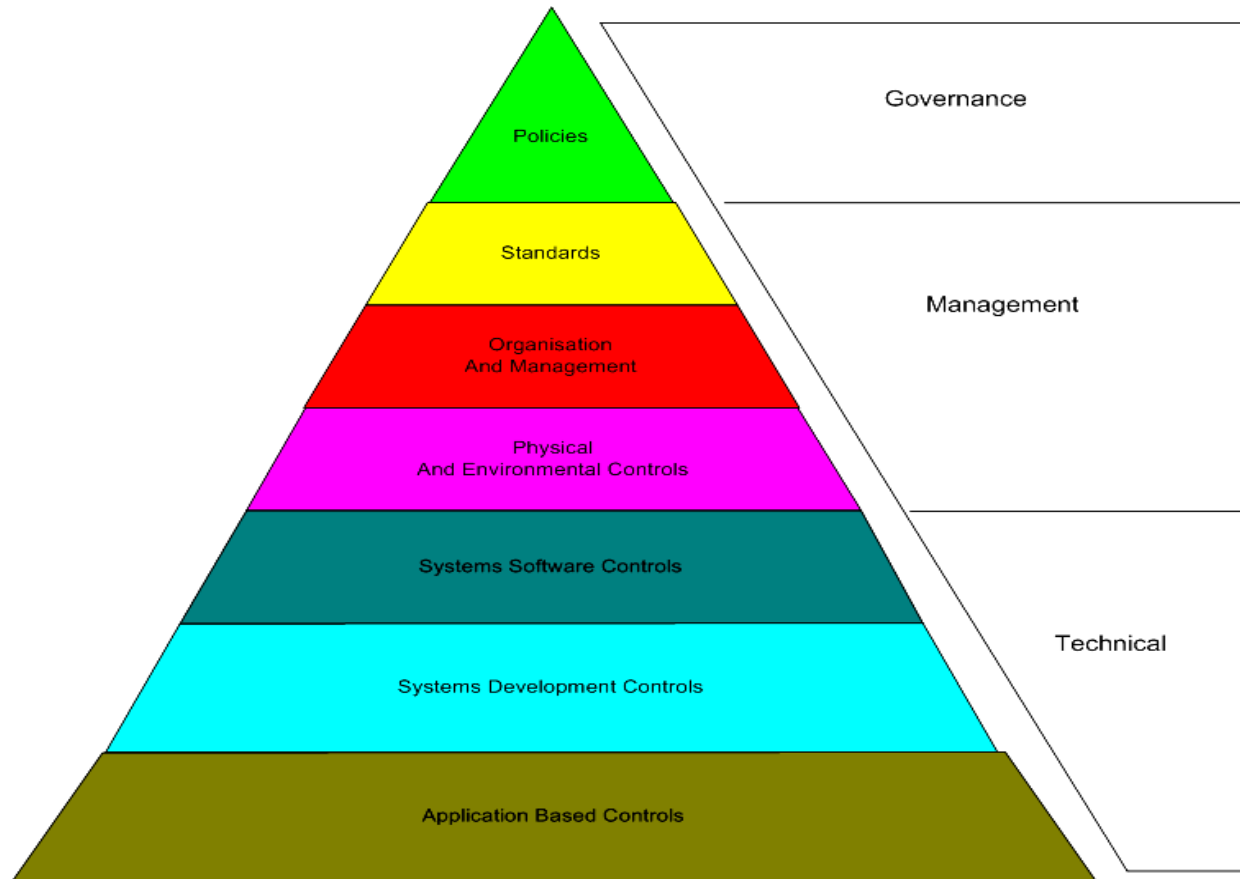 Governance
Policies
Standards
Management
Organisation
And Management
Physical
And Environmental Controls
Systems Software Controls
Technical
Systems Development Controls
Application Based Controls